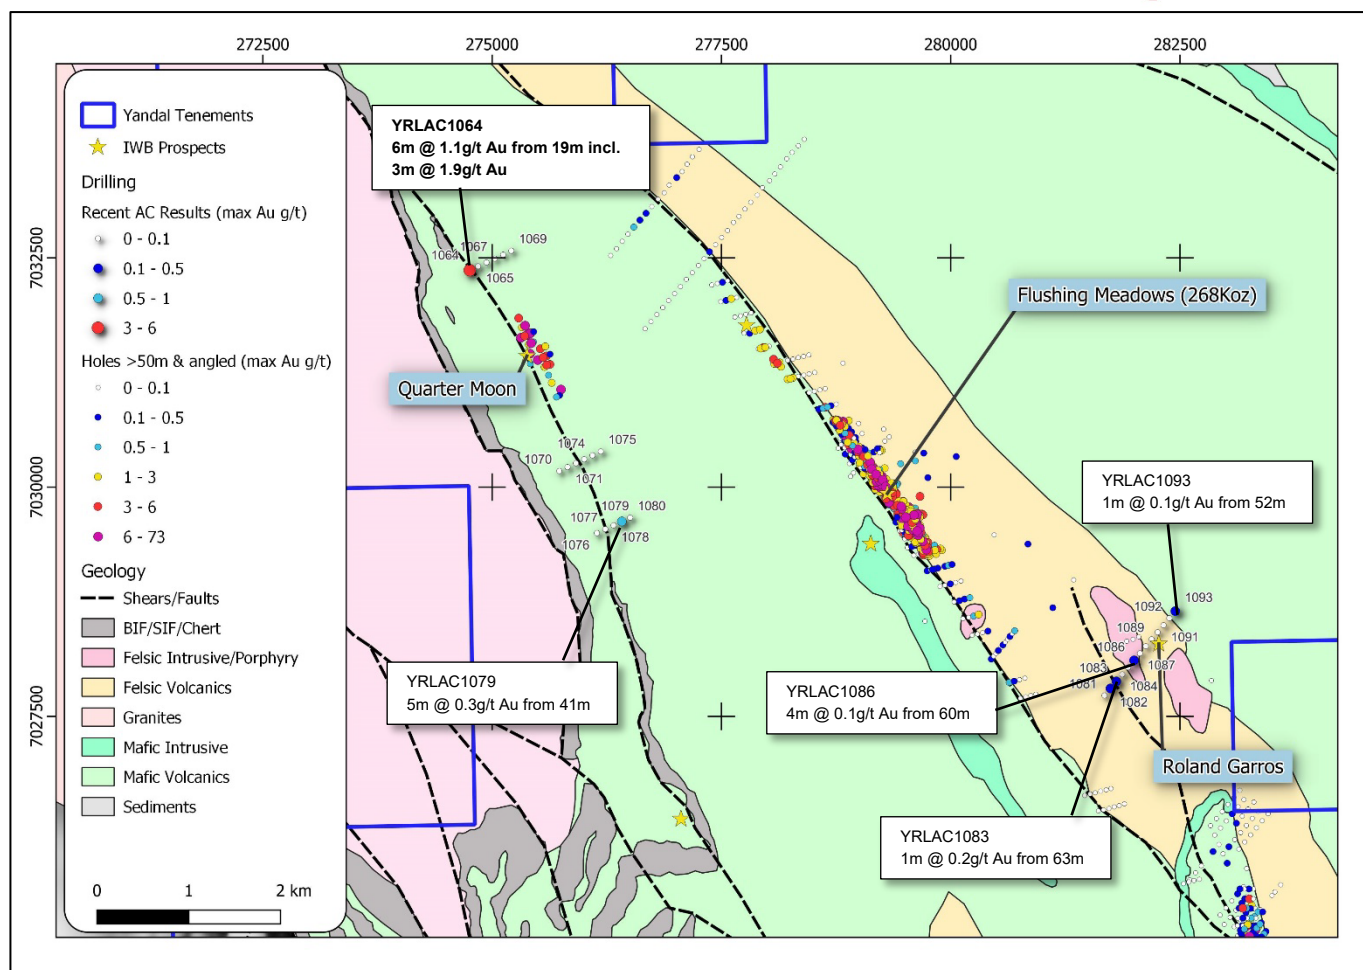 272500
275000
277500
280000
282500
7032500
7030000
7027500
Yandal Tenements
IWB Prospects
Drilling
Recent AC Results (max Au g/t)
0 - 0.1
0.1 - 0.5
0.5 - 1
3 - 6
Holes >50m & angled (max Au g/t)
0 - 0.1
0.1 - 0.5
0.5 - 1
1 - 3
3 - 6
6 - 73
Geology
Shears/Faults
BIF/SIF/Chert
Felsic Intrusive/Porphyry
Felsic Volcanics
Granites
Mafic Intrusive
Mafic Volcanics
Sediments
0 1 2 km
YRLAC1064
6m @ 1.1g/t Au from 19m incl.
3m @ 1.9g/t Au
1067
1069
1064
1065
Flushing Meadows (268Koz)
Quarter Moon
1074
1075
1070
1071
1079
1080
1077
1076
1078
YRLAC1093
1m @ 0.1g/t Au from 52m
1093
1092
1089
1091
1086
1083
1087
1081
1084
1082
YRLAC1079
5m @ 0.3g/t Au from 41m
YRLAC1086
4m @ 0.1g/t Au from 60m
Roland Garros
YRLAC1083
1m @ 0.2g/t Au from 63m